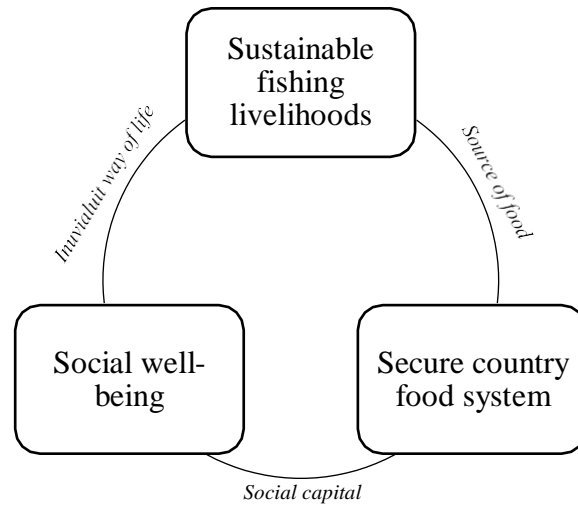 Sustainable
fishing
livelihoods
Inuvialuit way of life
Source of food
Social well-
being
Secure country
food system
Social capital